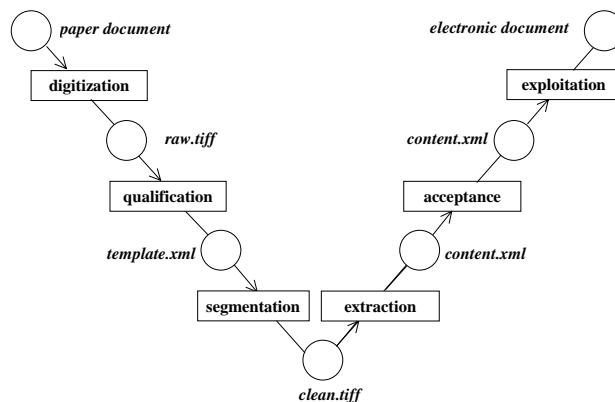 paper document
electronic document
digitization
exploitation
raw.tiff
content.xml
qualification
acceptance
template.xml
content.xml
segmentation
extraction
clean.tiff